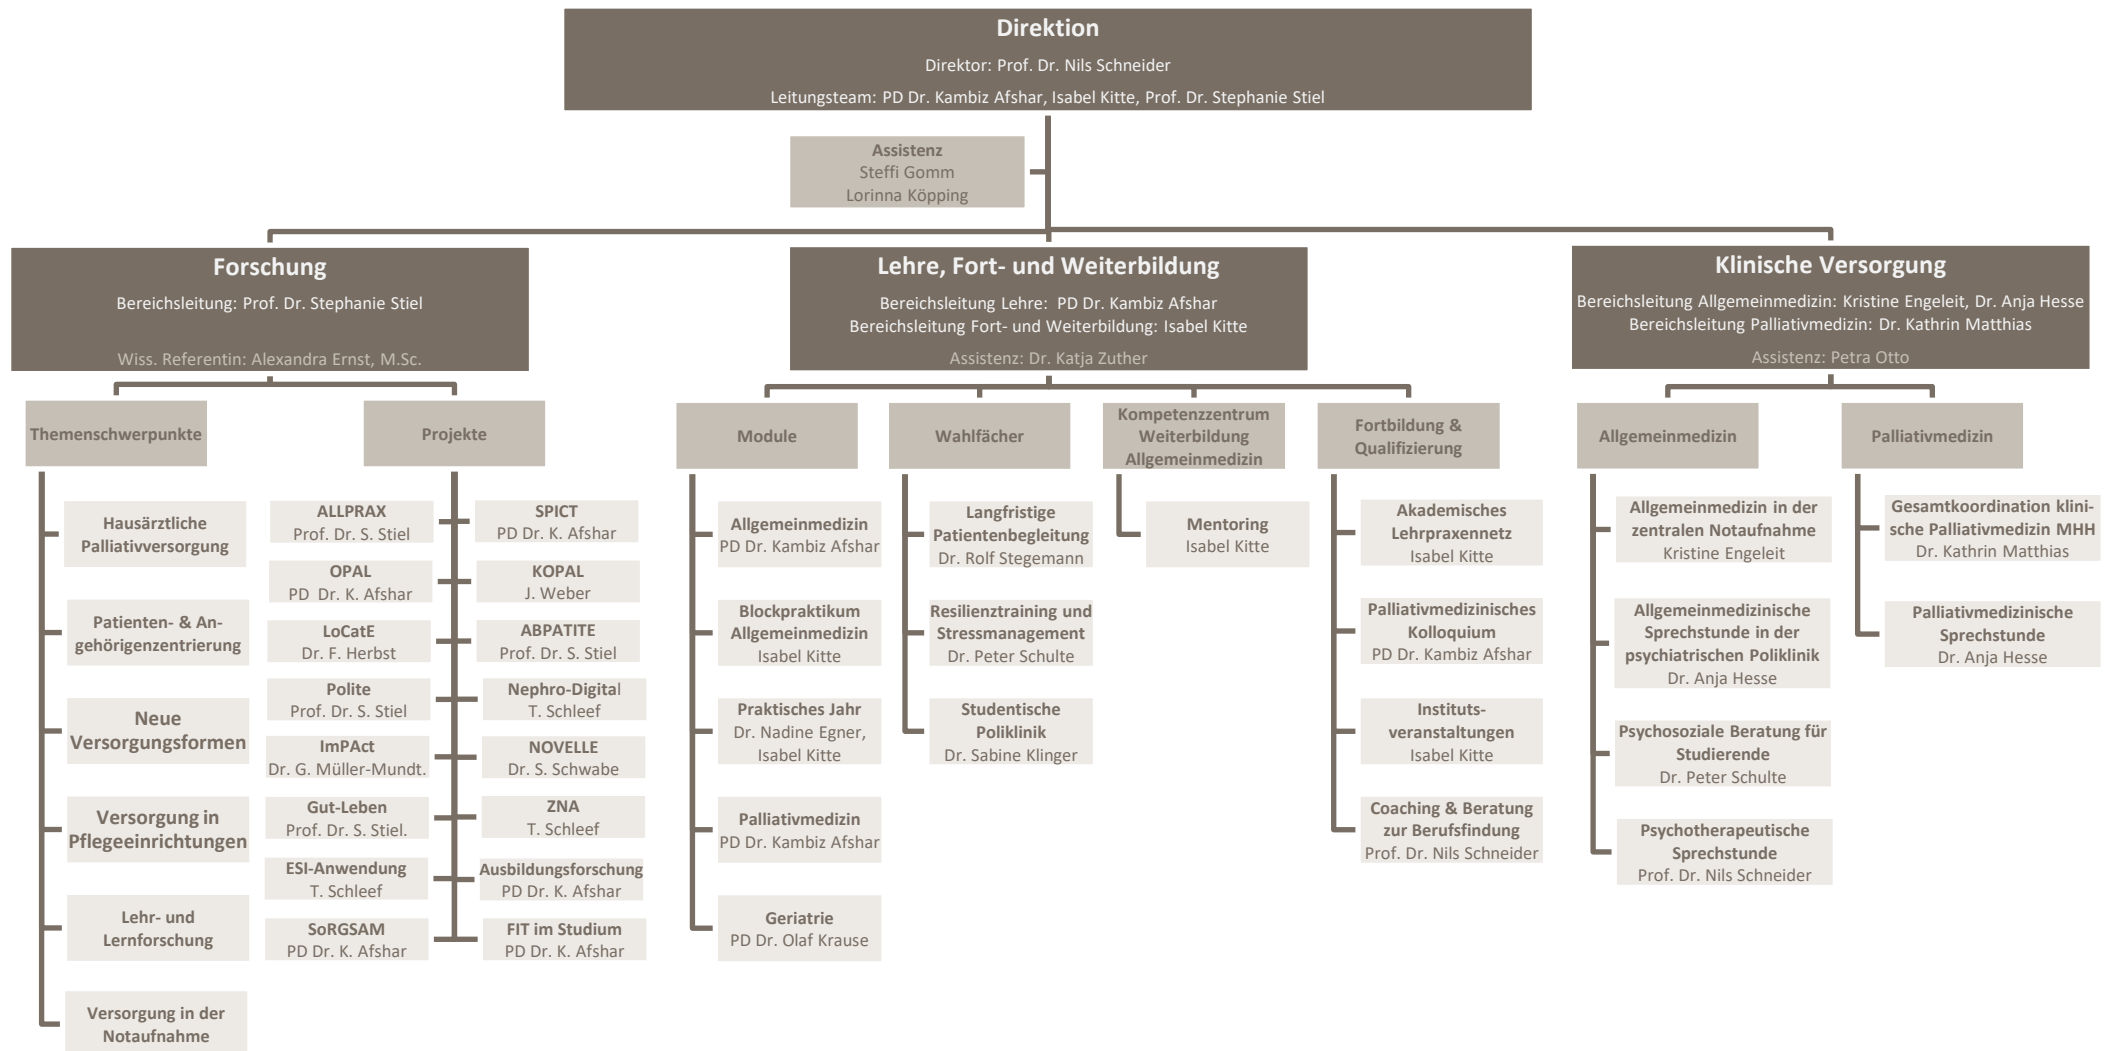 Direktion
Direktor: Prof. Dr. Nils Schneider
Leitungsteam: PD Dr. Kambiz Afshar, Isabel Kitte, Prof. Dr. Stephanie Stiel
Assistenz
Steffi Gomm
Lorinna Köpping
Forschung
Bereichsleitung: Prof. Dr. Stephanie Stiel
Wiss. Referentin: Alexandra Ernst, M.Sc.
Lehre, Fort- und Weiterbildung
Bereichsleitung Lehre:  PD Dr. Kambiz Afshar
Bereichsleitung Fort- und Weiterbildung: Isabel Kitte
Assistenz: Dr. Katja Zuther
Klinische Versorgung
Bereichsleitung Allgemeinmedizin: Kristine Engeleit, Dr. Anja Hesse
Bereichsleitung Palliativmedizin: Dr. Kathrin Matthias
Assistenz: Petra Otto
Themenschwerpunkte
Hausärztliche
Palliativversorgung
Patienten- & An-
gehörigenzentrierung
Neue
Versorgungsformen
Versorgung in
Pflegeeinrichtungen
Lehr- und
Lernforschung
Versorgung in der
Notaufnahme
Projekte
ALLPRAX
Prof. Dr. S. Stiel
SPICT
PD Dr. K. Afshar
OPAL
PD  Dr. K. Afshar
KOPAL
J. Weber
LoCatE
Dr. F. Herbst
ABPATITE
Prof. Dr. S. Stiel
Polite
Prof. Dr. S. Stiel
Nephro-Digital
T. Schleef
ImPAct
Dr. G. Müller-Mundt.
NOVELLE
Dr. S. Schwabe
Gut-Leben
Prof. Dr. S. Stiel.
ZNA
T. Schleef
ESI-Anwendung
T. Schleef
Ausbildungsforschung
PD Dr. K. Afshar
SoRGSAM
PD Dr. K. Afshar
FIT im Studium
PD Dr. K. Afshar
Module
Allgemeinmedizin
PD Dr. Kambiz Afshar
Blockpraktikum
Allgemeinmedizin
Isabel Kitte
Praktisches Jahr
Dr. Nadine Egner,
Isabel Kitte
Palliativmedizin
PD Dr. Kambiz Afshar
Geriatrie
PD Dr. Olaf Krause
Wahlfächer
Langfristige
Patientenbegleitung
Dr. Rolf Stegemann
Resilienztraining und
Stressmanagement
Dr. Peter Schulte
Studentische
Poliklinik
Dr. Sabine Klinger
Kompetenzzentrum
Weiterbildung
Allgemeinmedizin
Mentoring
Isabel Kitte
Fortbildung &
Qualifizierung
Akademisches
Lehrpraxennetz
Isabel Kitte
Palliativmedizinisches
Kolloquium
PD Dr. Kambiz Afshar
Instituts-
veranstaltungen
Isabel Kitte
Coaching & Beratung
zur Berufsfindung
Prof. Dr. Nils Schneider
Allgemeinmedizin
Allgemeinmedizin in der
zentralen Notaufnahme
Kristine Engeleit
Allgemeinmedizinische
Sprechstunde in der
psychiatrischen Poliklinik
Dr. Anja Hesse
Psychosoziale Beratung für
Studierende
Dr. Peter Schulte
Psychotherapeutische
Sprechstunde
Prof. Dr. Nils Schneider
Palliativmedizin
Gesamtkoordination klini-
sche Palliativmedizin MHH
Dr. Kathrin Matthias
Palliativmedizinische
Sprechstunde
Dr. Anja Hesse